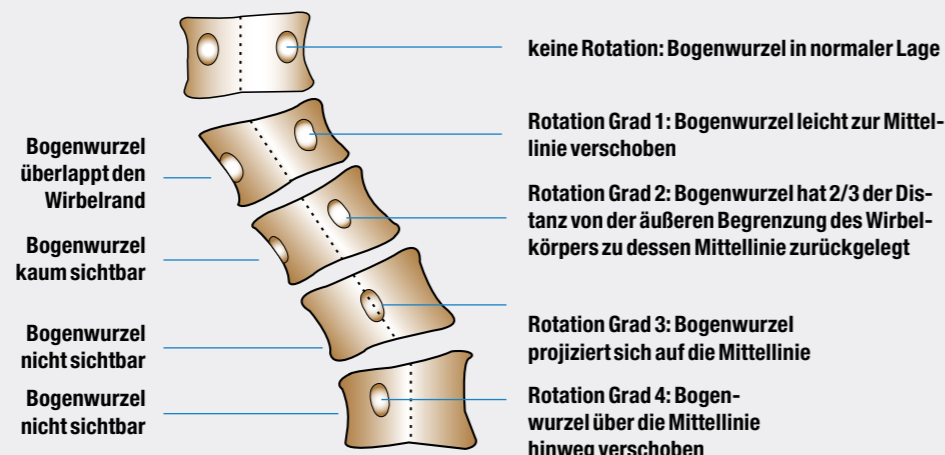 keine Rotation: Bogenwurzel in normaler Lage
Bogenwurzel
überlappt den
Wirbelrand
Rotation Grad 1: Bogenwurzel leicht zur Mittel-
linie verschoben
Bogenwurzel
kaum sichtbar
Rotation Grad 2: Bogenwurzel hat 2/3 der Dis-
tanz von der äußeren Begrenzung des Wirbel-
körpers zu dessen Mittellinie zurückgelegt
Bogenwurzel
nicht sichtbar
Rotation Grad 3: Bogenwurzel
projiziert sich auf die Mittellinie
Bogenwurzel
nicht sichtbar
Rotation Grad 4: Bogen-
wurzel über die Mittellinie
hinweg verschoben